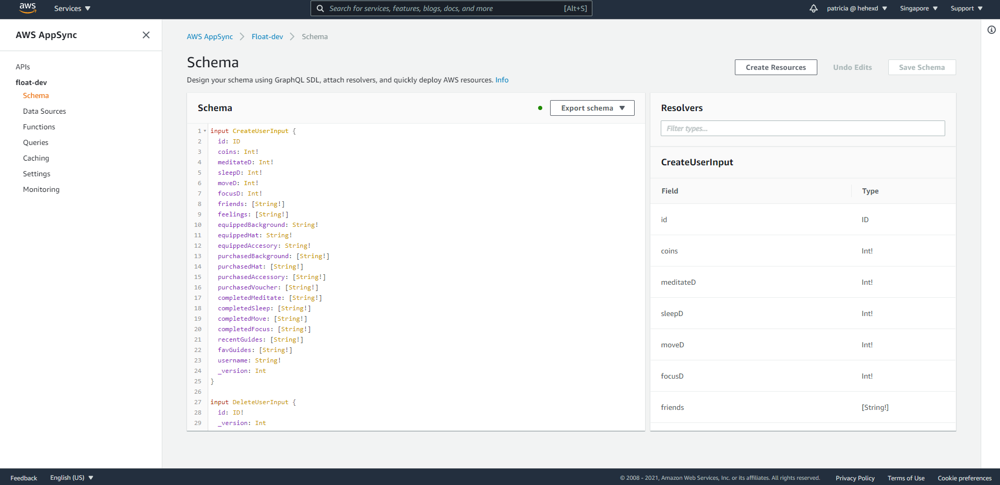 aws
Services
Search for services, features, blogs, docs, and more
[Alt+S]
patricia @ hehexd
Singapore
Support
AWS AppSync
APIs
float-dev
Schema
Data Sources
Functions
Queries
Caching
Settings
Monitoring
AWS AppSync
Float-dev
Schema
Schema
Design your schema using GraphQL SDL, attach resolvers, and quickly deploy AWS resources. Info
Create Resources
Undo Edits
Save Schema
Schema
Export schema
1 input CreateUserInput {
2 id: ID
3 coins: Int!
4 meditateD: Int!
5 sleepD: Int!
6 moveD: Int!
7 focusD: Int!
8 friends: [String!]
9 feelings: [String!]
10 equippedBackground: String!
11 equippedHat: String!
12 equippedAccesory: String!
13 purchasedBackground: [String!]
14 purchasedHat: [String!]
15 purchasedAccessory: [String!]
16 purchasedVoucher: [String!]
17 completedMeditate: [String!]
18 completedSleep: [String!]
19 completedMove: [String!]
20 completedFocus: [String!]
21 recentGuides: [String!]
22 favGuides: [String!]
23 username: String!
24 _version: Int
25 }
26
27 input DeleteUserInput {
28 id: ID!
29 _version: Int
Resolvers
Filter types...
CreateUserInput
Field Type
id ID
coins Int!
meditateD Int!
sleepD Int!
moveD Int!
focusD Int!
friends [String!]
Feedback
English (US)
© 2008 - 2021, Amazon Web Services, Inc. or its affiliates. All rights reserved.
Privacy Policy
Terms of Use
Cookie preferences